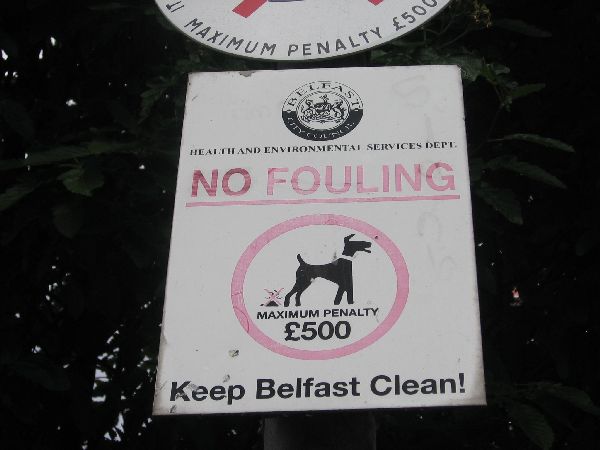 MAXIMUM PENALTY £500
BELFAST
CITY COUNCIL
HEALTH AND ENVIRONMENTAL SERVICES DEPT.
NO FOULING
MAXIMUM PENALTY
£500
Keep Belfast Clean!